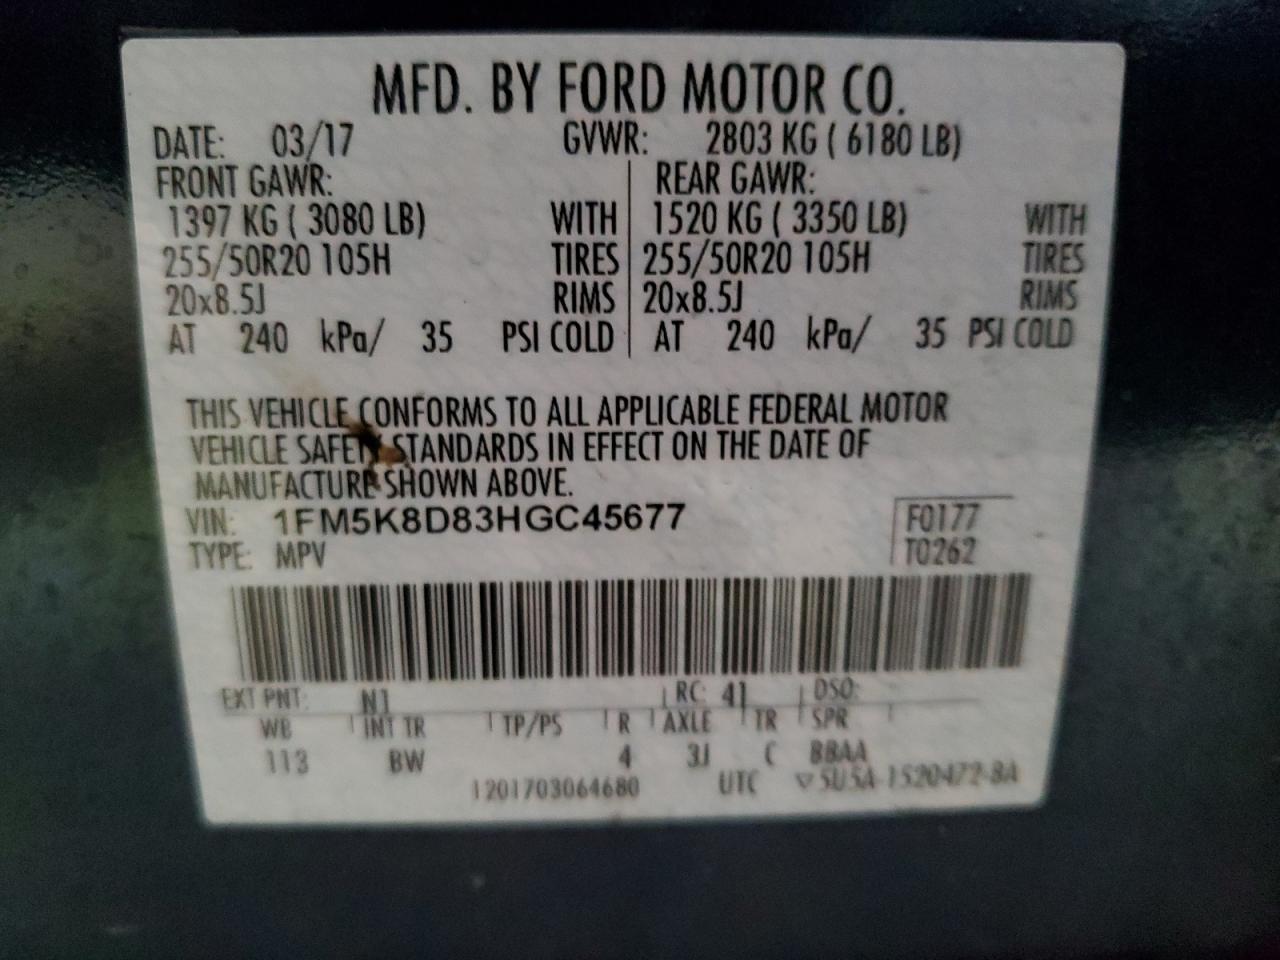 MFD. BY FORD MOTOR CO.
DATE: 03/17 GVWR: 2803 KG ( 6180 LB)
FRONT GAWR: REAR GAWR:
1397 KG ( 3080 LB) WITH 1520 KG ( 3350 LB) WITH
255/50R20 105H TIRES 255/50R20 105H TIRES
20x8.5J RIMS 20x8.5J RIMS
AT 240 kPa/ 35 PSI COLD AT 240 kPa/ 35 PSI COLD
THIS VEHICLE CONFORMS TO ALL APPLICABLE FEDERAL MOTOR
VEHICLE SAFETY STANDARDS IN EFFECT ON THE DATE OF
MANUFACTURE SHOWN ABOVE.
VIN: 1FM5K8D83HGC45677 F0177
TYPE: MPV T0262
EXT PNT: N1 RC: 41 DSO:
WB INT TR TP/PS R AXLE TR SPR
113 BW 4 3J C BBAA
1201703064680 UTC ▽5U5A-1520472-BA